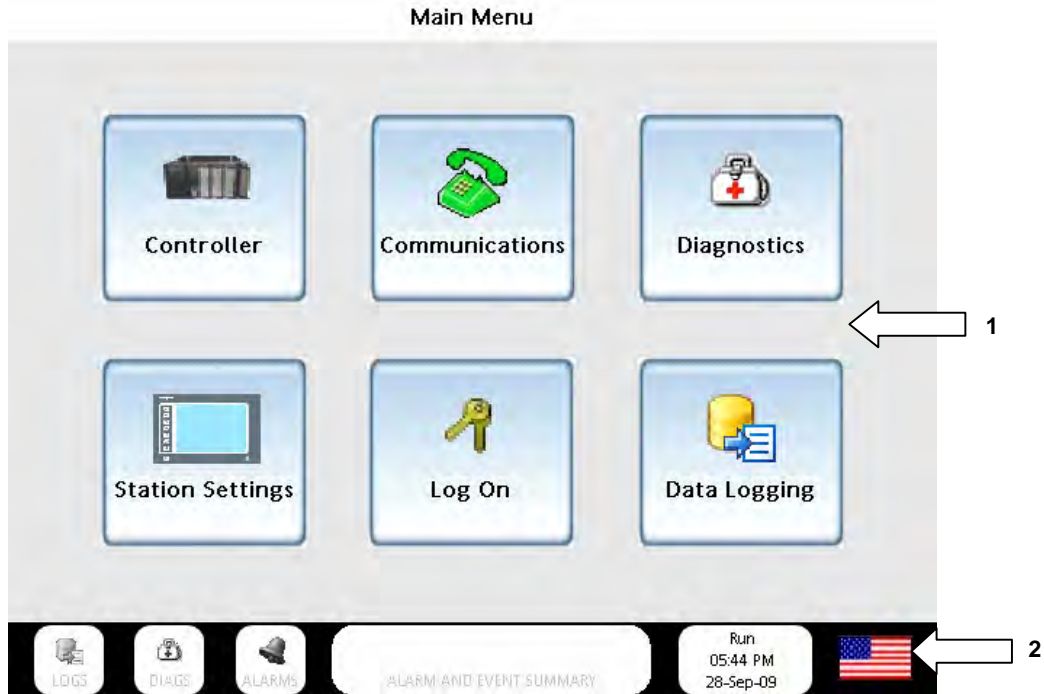 Main Menu
Controller
Communications
Diagnostics
1
Station Settings
Log On
Data Logging
LOGS
DIAGS
ALARMS
ALARM AND EVENT SUMMARY
Run
05:44 PM
28-Sep-09
2